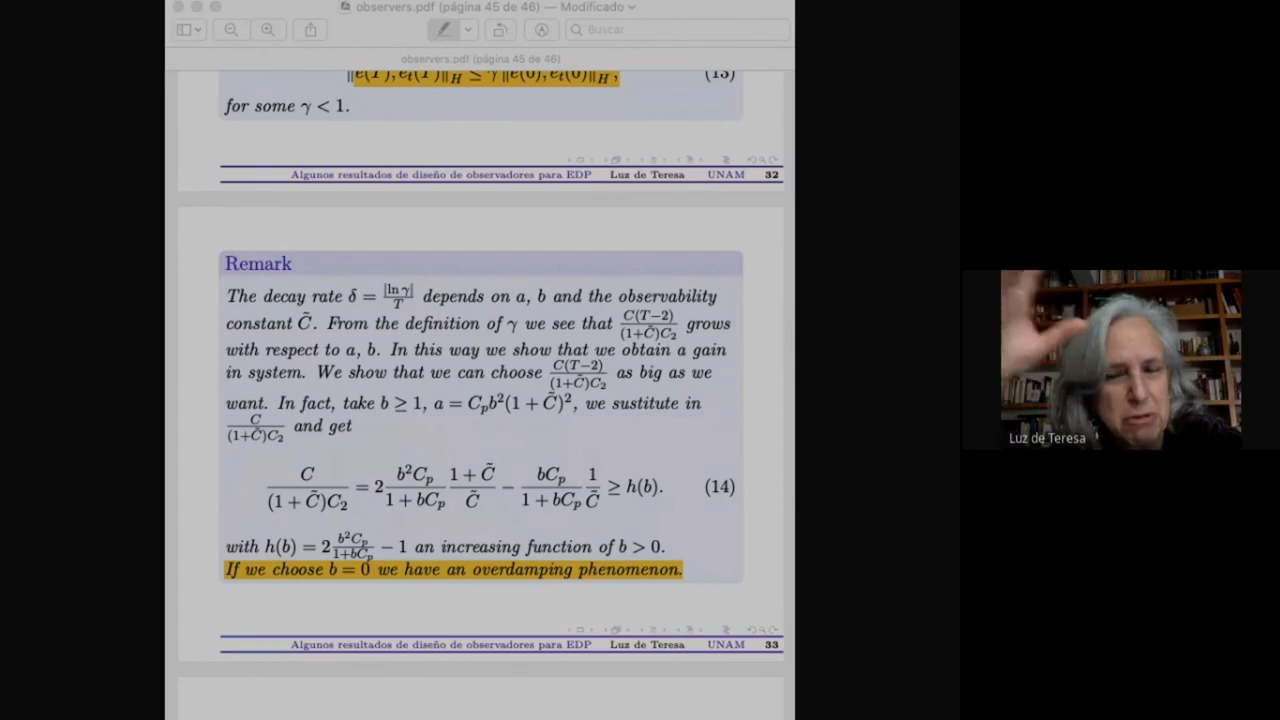 observers.pdf (página 45 de 46) — Modificado
Buscar
observers.pdf (página 45 de 46)
‖e(T), e_t(T)‖_H ≤ γ ‖e(0), e_t(0)‖_H, (13)
for some γ < 1.
Algunos resultados de diseño de observadores para EDP Luz de Teresa UNAM 32
Remark
The decay rate δ = |ln γ|/T depends on a, b and the observability
constant C̃. From the definition of γ we see that C(T−2)/((1+C̃)C₂) grows
with respect to a, b. In this way we show that we obtain a gain
in system. We show that we can choose C(T−2)/((1+C̃)C₂) as big as we
want. In fact, take b ≥ 1, a = C_p b²(1 + C̃)², we sustitute in
C/((1+C̃)C₂) and get
C/((1 + C̃)C₂) = 2 b²C_p/(1 + bC_p) (1 + C̃)/C̃ − bC_p/(1 + bC_p) 1/C̃ ≥ h(b). (14)
with h(b) = 2 b²C_p/(1+bC_p) − 1 an increasing function of b > 0.
If we choose b = 0 we have an overdamping phenomenon.
Algunos resultados de diseño de observadores para EDP Luz de Teresa UNAM 33
Luz de Teresa